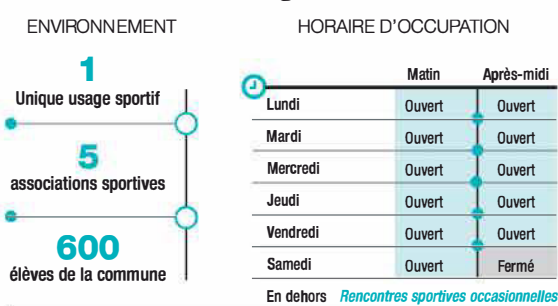 ENVIRONNEMENT
1
Unique usage sportif
5
associations sportives
600
élèves de la commune
HORAIRE D'OCCUPATION
Matin Après-midi
Lundi Ouvert Ouvert
Mardi Ouvert Ouvert
Mercredi Ouvert Ouvert
Jeudi Ouvert Ouvert
Vendredi Ouvert Ouvert
Samedi Ouvert Fermé
En dehors Rencontres sportives occasionnelles